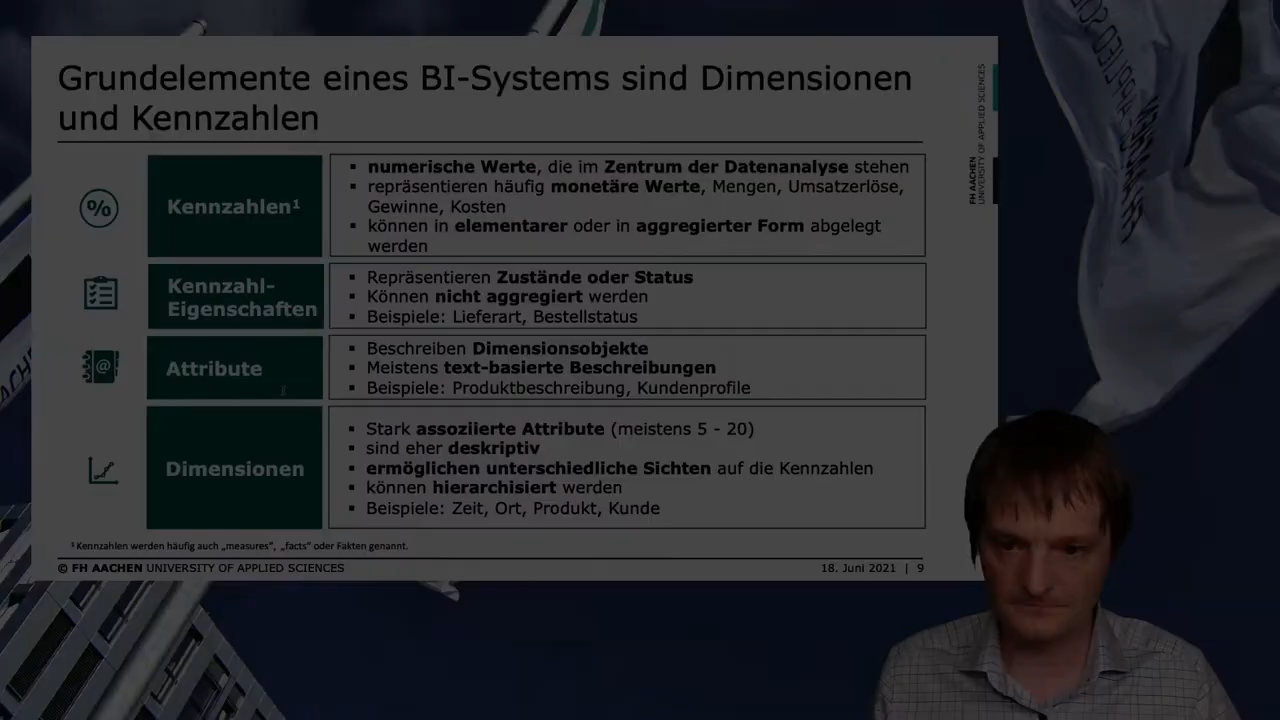 Grundelemente eines BI-Systems sind Dimensionen
und Kennzahlen
Kennzahlen¹
▪ numerische Werte, die im Zentrum der Datenanalyse stehen
▪ repräsentieren häufig monetäre Werte, Mengen, Umsatzerlöse,
Gewinne, Kosten
▪ können in elementarer oder in aggregierter Form abgelegt
werden
Kennzahl-
Eigenschaften
▪ Repräsentieren Zustände oder Status
▪ Können nicht aggregiert werden
▪ Beispiele: Lieferart, Bestellstatus
Attribute
▪ Beschreiben Dimensionsobjekte
▪ Meistens text-basierte Beschreibungen
▪ Beispiele: Produktbeschreibung, Kundenprofile
Dimensionen
▪ Stark assoziierte Attribute (meistens 5 - 20)
▪ sind eher deskriptiv
▪ ermöglichen unterschiedliche Sichten auf die Kennzahlen
▪ können hierarchisiert werden
▪ Beispiele: Zeit, Ort, Produkt, Kunde
¹ Kennzahlen werden häufig auch „measures", „facts" oder Fakten genannt.
© FH AACHEN UNIVERSITY OF APPLIED SCIENCES
18. Juni 2021 | 9
FH AACHEN
UNIVERSITY OF APPLIED SCIENCES